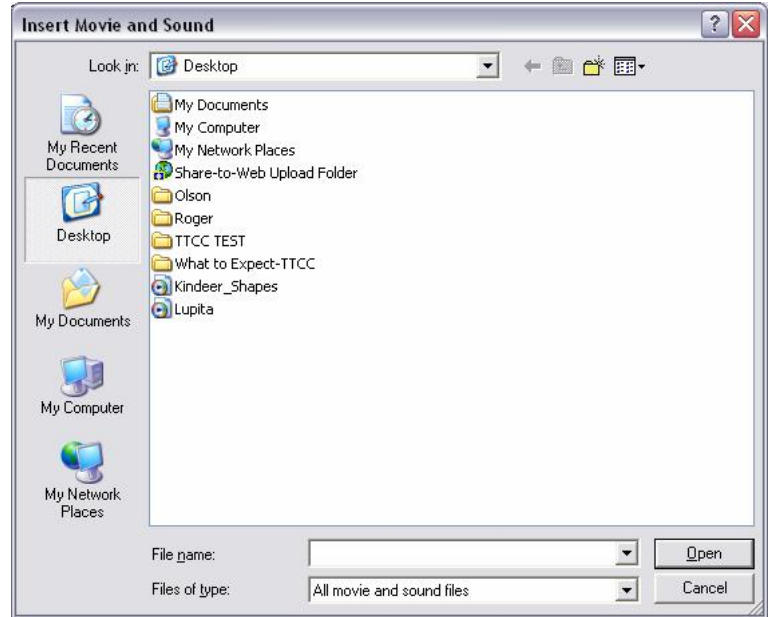 Insert Movie and Sound
Look in: Desktop
My Recent
Documents
Desktop
My Documents
My Computer
My Network
Places
My Documents
My Computer
My Network Places
Share-to-Web Upload Folder
Olson
Roger
TTCC TEST
What to Expect-TTCC
Kindeer_Shapes
Lupita
File name:
Open
Files of type: All movie and sound files
Cancel